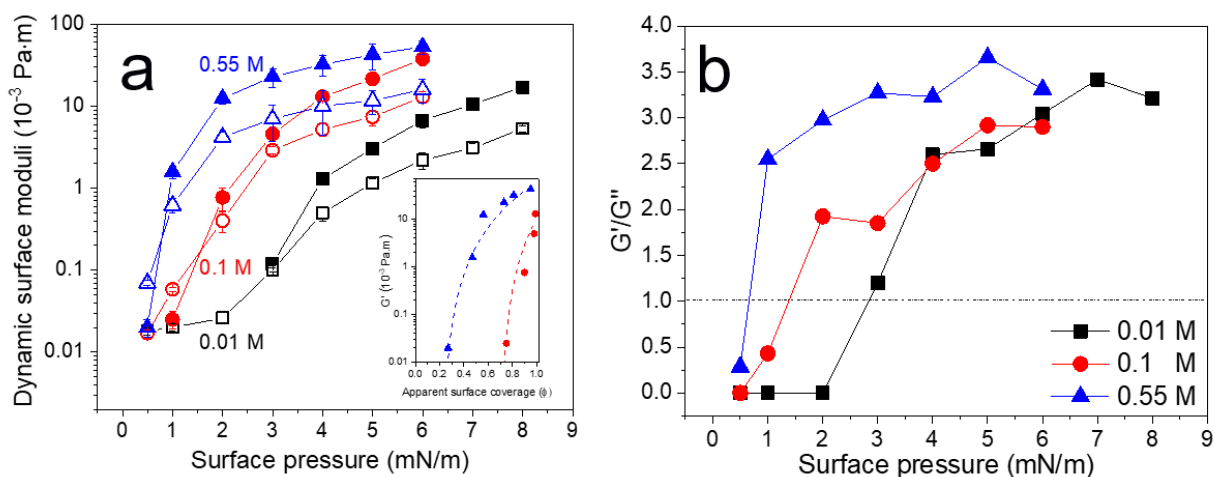 a
Dynamic surface moduli (10⁻³ Pa·m)
100
10
1
0.1
0.01
0.55 M
0.1 M
0.01 M
0 1 2 3 4 5 6 7 8 9
Surface pressure (mN/m)
G' (10⁻³ Pa.m)
10
1
0.1
0.01
0.0 0.2 0.4 0.6 0.8 1.0
Apparent surface coverage (ϕ)
b
G'/G"
4.0
3.5
3.0
2.5
2.0
1.5
1.0
0.5
0.0
0.01 M
0.1 M
0.55 M
0 1 2 3 4 5 6 7 8 9
Surface pressure (mN/m)